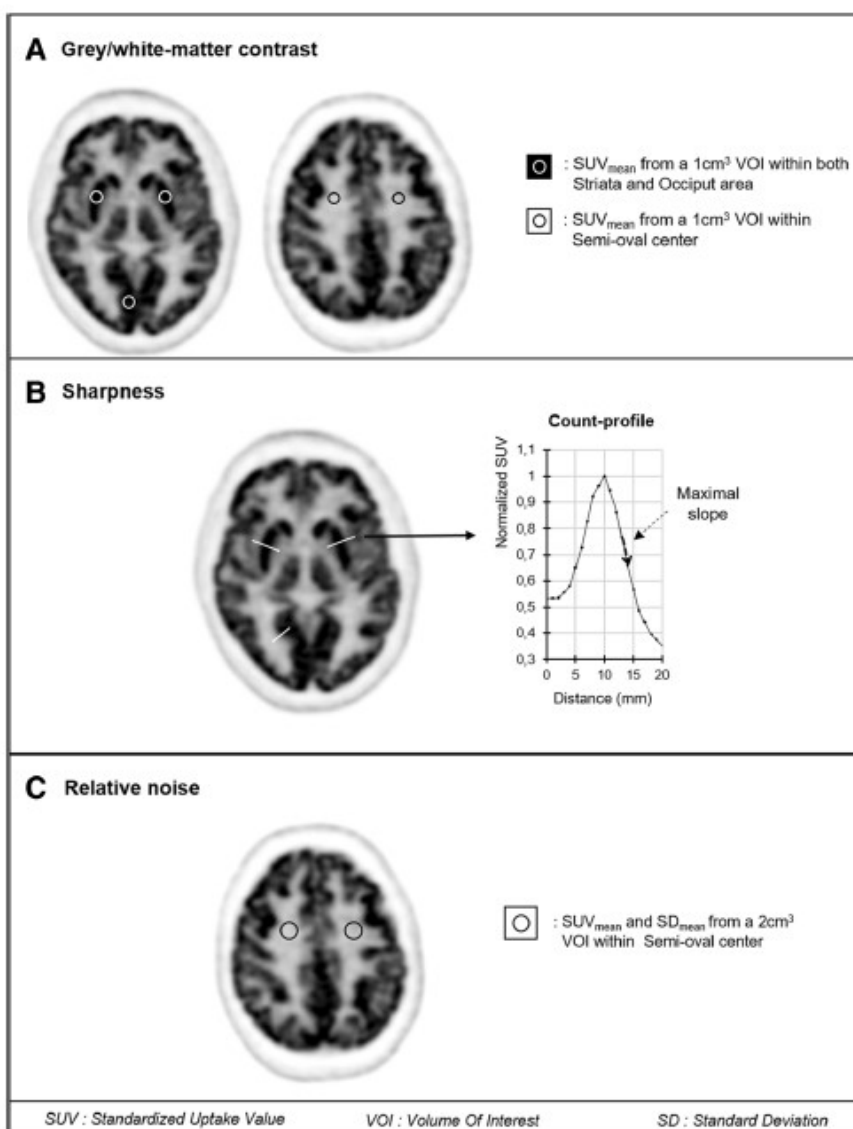 A Grey/white-matter contrast
: SUVmean from a 1cm³ VOI within both
Striata and Occiput area
: SUVmean from a 1cm³ VOI within
Semi-oval center
B Sharpness
Count-profile
Normalized SUV
1,1
1
0,9
0,8
0,7
0,6
0,5
0,4
0,3
0 5 10 15 20
Distance (mm)
Maximal
slope
C Relative noise
: SUVmean and SDmean from a 2cm³
VOI within Semi-oval center
SUV : Standardized Uptake Value VOI : Volume Of Interest SD : Standard Deviation